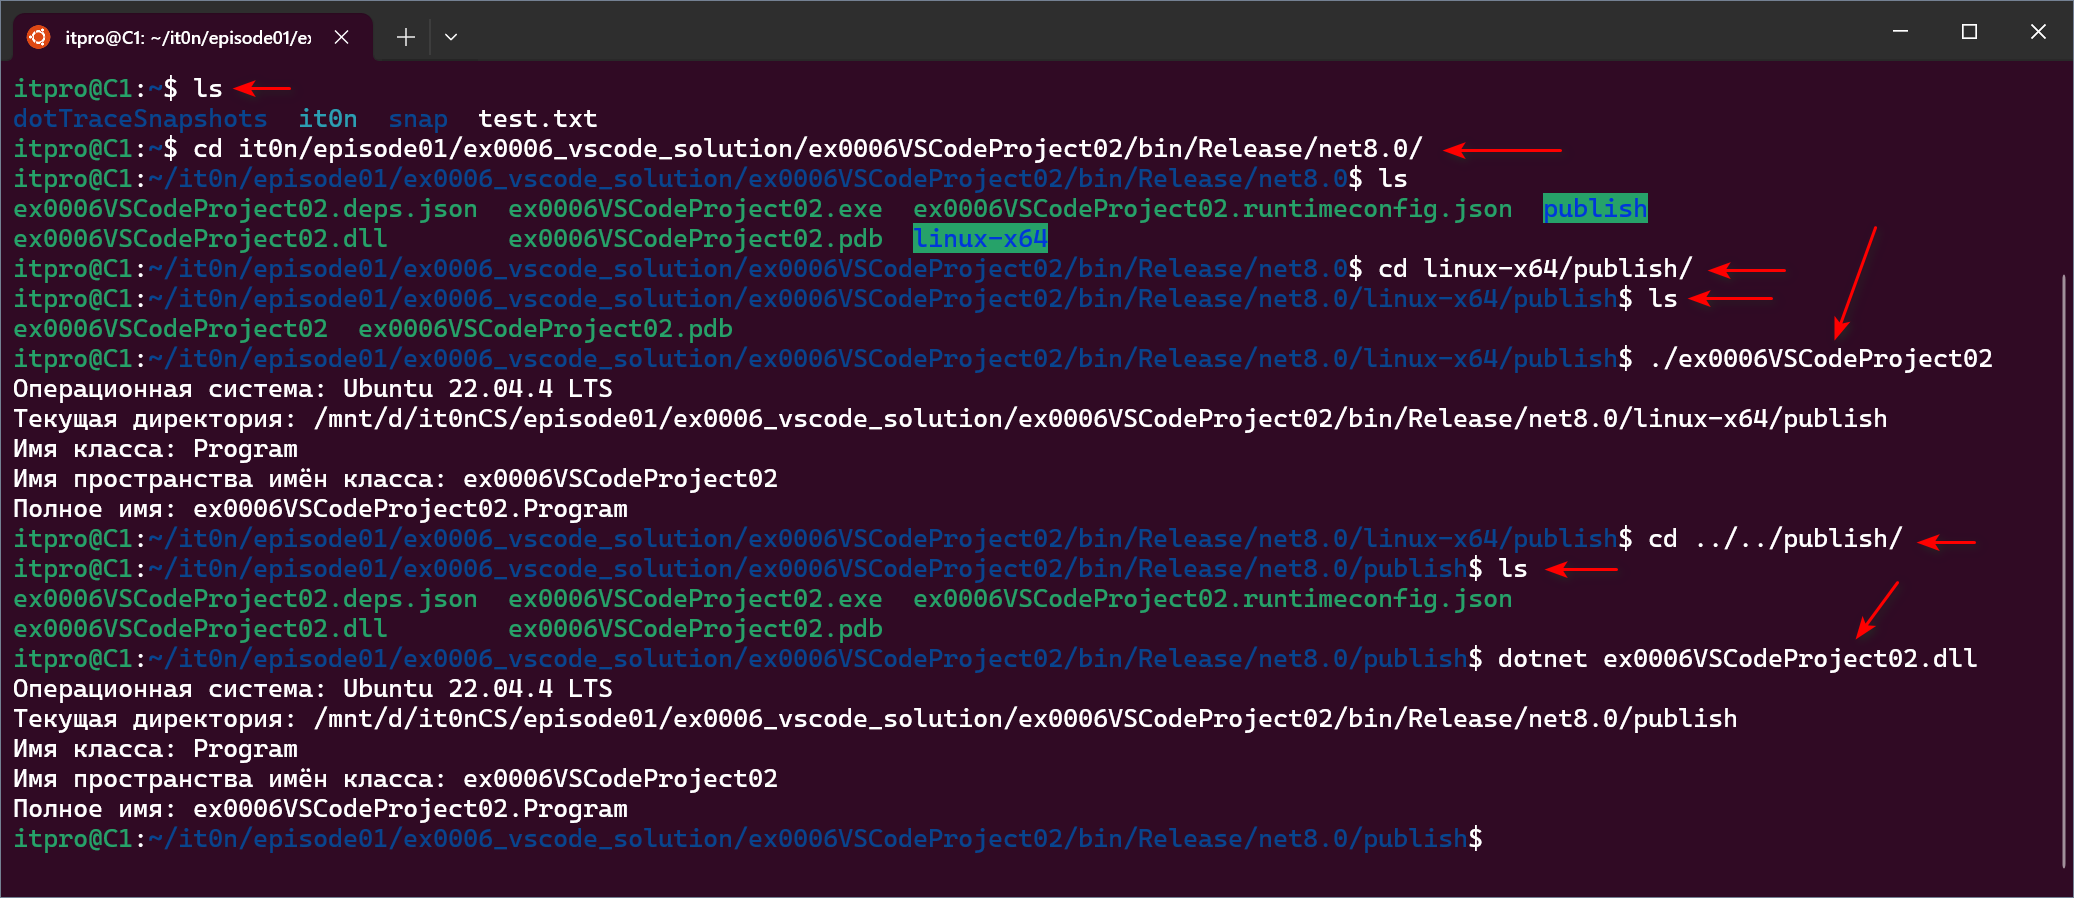 itpro@C1: ~/it0n/episode01/ex
itpro@C1:~$ ls
dotTraceSnapshots  it0n  snap  test.txt
itpro@C1:~$ cd it0n/episode01/ex0006_vscode_solution/ex0006VSCodeProject02/bin/Release/net8.0/
itpro@C1:~/it0n/episode01/ex0006_vscode_solution/ex0006VSCodeProject02/bin/Release/net8.0$ ls
ex0006VSCodeProject02.deps.json  ex0006VSCodeProject02.exe  ex0006VSCodeProject02.runtimeconfig.json  publish
ex0006VSCodeProject02.dll        ex0006VSCodeProject02.pdb  linux-x64
itpro@C1:~/it0n/episode01/ex0006_vscode_solution/ex0006VSCodeProject02/bin/Release/net8.0$ cd linux-x64/publish/
itpro@C1:~/it0n/episode01/ex0006_vscode_solution/ex0006VSCodeProject02/bin/Release/net8.0/linux-x64/publish$ ls
ex0006VSCodeProject02  ex0006VSCodeProject02.pdb
itpro@C1:~/it0n/episode01/ex0006_vscode_solution/ex0006VSCodeProject02/bin/Release/net8.0/linux-x64/publish$ ./ex0006VSCodeProject02
Операционная система: Ubuntu 22.04.4 LTS
Текущая директория: /mnt/d/it0nCS/episode01/ex0006_vscode_solution/ex0006VSCodeProject02/bin/Release/net8.0/linux-x64/publish
Имя класса: Program
Имя пространства имён класса: ex0006VSCodeProject02
Полное имя: ex0006VSCodeProject02.Program
itpro@C1:~/it0n/episode01/ex0006_vscode_solution/ex0006VSCodeProject02/bin/Release/net8.0/linux-x64/publish$ cd ../../publish/
itpro@C1:~/it0n/episode01/ex0006_vscode_solution/ex0006VSCodeProject02/bin/Release/net8.0/publish$ ls
ex0006VSCodeProject02.deps.json  ex0006VSCodeProject02.exe  ex0006VSCodeProject02.runtimeconfig.json
ex0006VSCodeProject02.dll        ex0006VSCodeProject02.pdb
itpro@C1:~/it0n/episode01/ex0006_vscode_solution/ex0006VSCodeProject02/bin/Release/net8.0/publish$ dotnet ex0006VSCodeProject02.dll
Операционная система: Ubuntu 22.04.4 LTS
Текущая директория: /mnt/d/it0nCS/episode01/ex0006_vscode_solution/ex0006VSCodeProject02/bin/Release/net8.0/publish
Имя класса: Program
Имя пространства имён класса: ex0006VSCodeProject02
Полное имя: ex0006VSCodeProject02.Program
itpro@C1:~/it0n/episode01/ex0006_vscode_solution/ex0006VSCodeProject02/bin/Release/net8.0/publish$